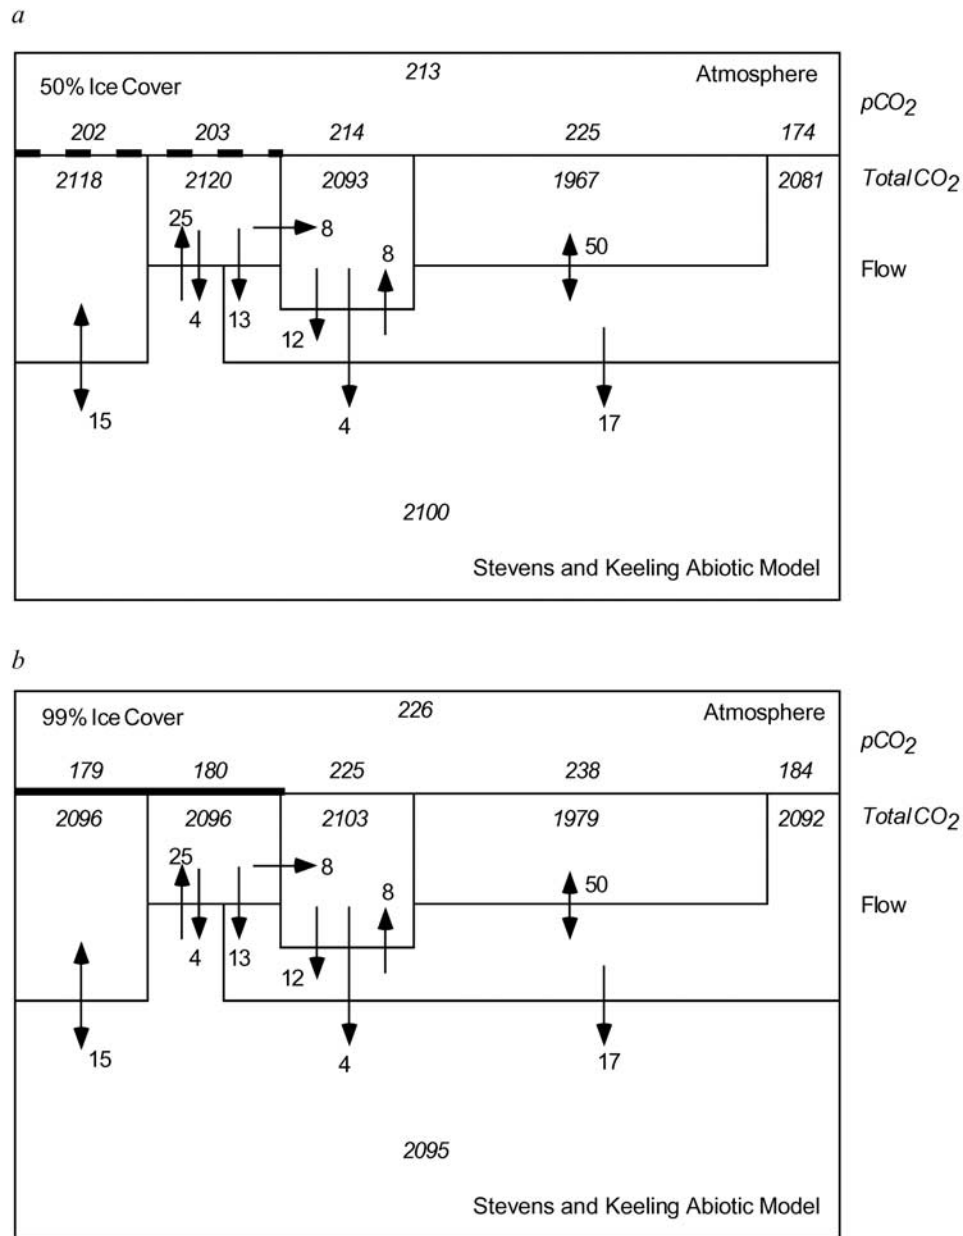 a
50% Ice Cover 213 Atmosphere
pCO2
202 203 214 225 174
2118 2120 2093 1967 2081 Total CO2
25 8 8 50 Flow
4 13 12
15 4 17
2100
Stevens and Keeling Abiotic Model
b
99% Ice Cover 226 Atmosphere
pCO2
179 180 225 238 184
2096 2096 2103 1979 2092 Total CO2
25 8 8 50 Flow
4 13 12
15 4 17
2095
Stevens and Keeling Abiotic Model